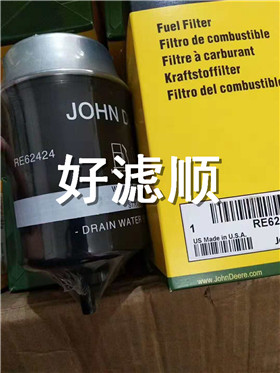 Fuel Filter
Filtro de combustible
Filtre à carburant
Kraftstoffilter
Filtro del combustible
JOHN D
RE62424
好滤顺
- DRAIN WATER
1
RE62
US Made in U.S.A.
www.JohnDeere.com